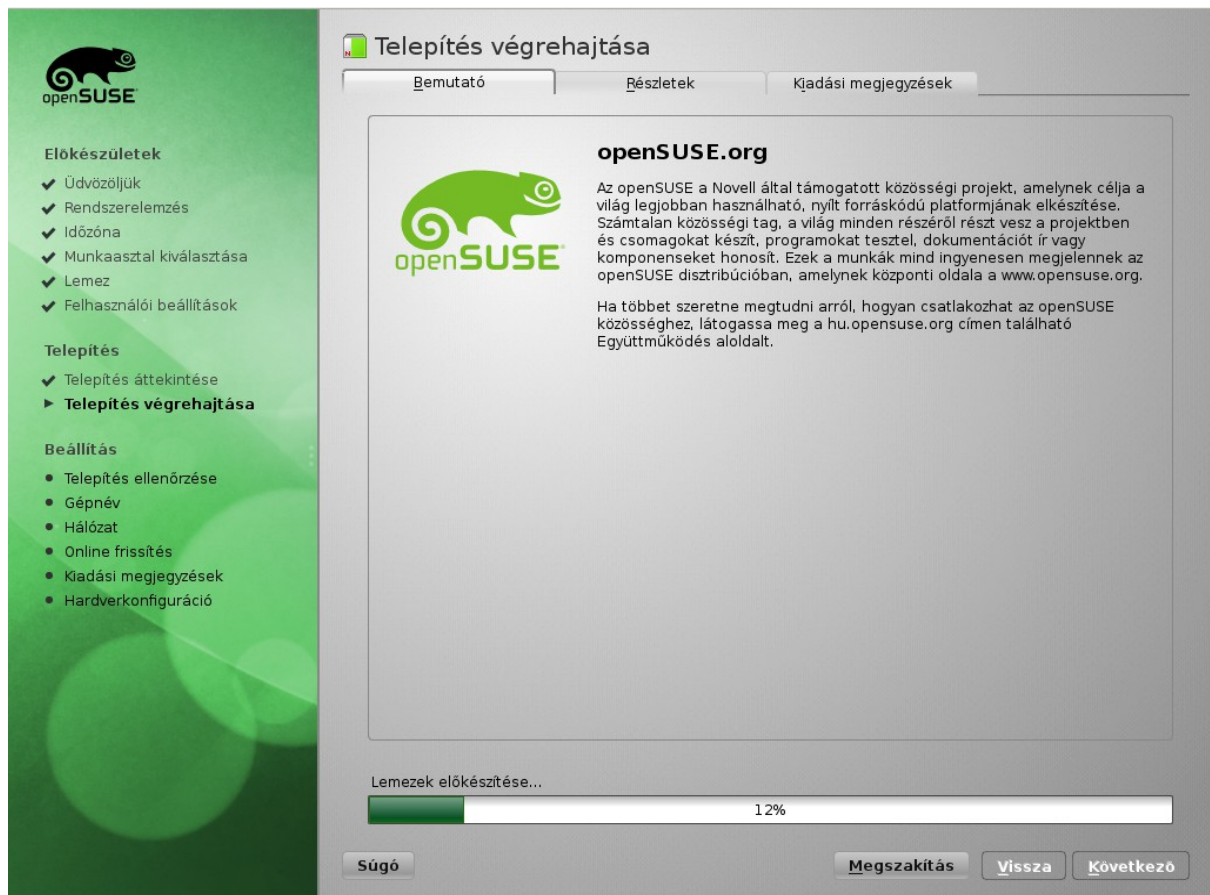 openSUSE
Előkészületek
Üdvözöljük
Rendszerelemzés
Időzóna
Munkaasztal kiválasztása
Lemez
Felhasználói beállítások
Telepítés
Telepítés áttekintése
Telepítés végrehajtása
Beállítás
Telepítés ellenőrzése
Gépnév
Hálózat
Online frissítés
Kiadási megjegyzések
Hardverkonfiguráció
Telepítés végrehajtása
Bemutató
Részletek
Kjadási megjegyzések
openSUSE
openSUSE.org
Az openSUSE a Novell által támogatott közösségi projekt, amelynek célja a
világ legjobban használható, nyílt forráskódú platformjának elkészítése.
Számtalan közösségi tag, a világ minden részéről részt vesz a projektben
és csomagokat készít, programokat tesztel, dokumentációt ír vagy
komponenseket honosít. Ezek a munkák mind ingyenesen megjelennek az
openSUSE disztribúcióban, amelynek központi oldala a www.opensuse.org.
Ha többet szeretne megtudni arról, hogyan csatlakozhat az openSUSE
közösséghez, látogassa meg a hu.opensuse.org címen található
Együttműködés aloldalt.
Lemezek előkészítése...
12%
Súgó
Megszakítás
Vissza
Következő